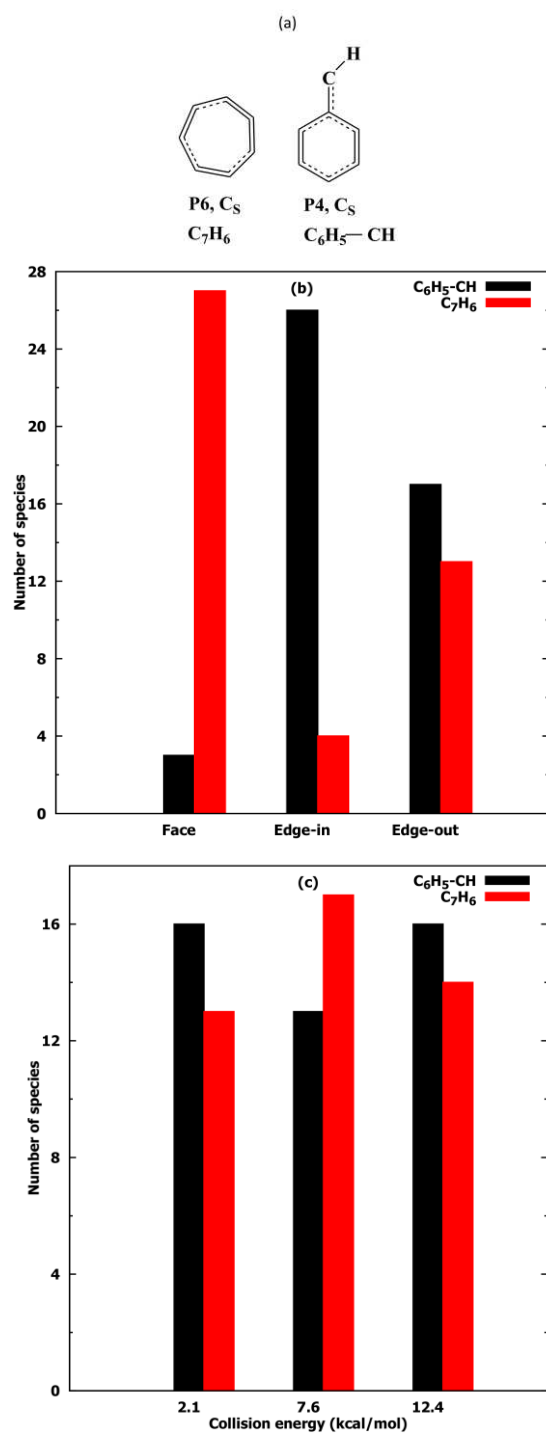 (a)
H
C
P6, CS
P4, CS
C7H6
C6H5— CH
28
(b)
C6H5-CH
C7H6
24
20
16
12
8
4
0
Number of species
Face
Edge-in
Edge-out
(c)
C6H5-CH
C7H6
16
12
8
4
0
Number of species
2.1
7.6
12.4
Collision energy (kcal/mol)